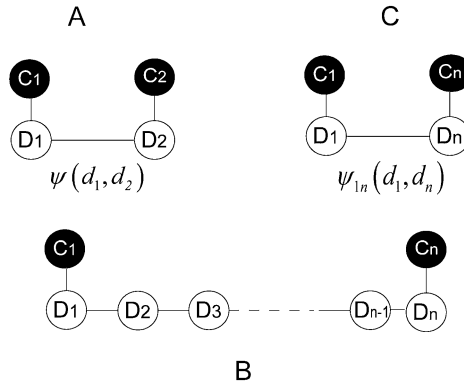 A C
C1 C2 C1 Cn
D1 D2 D1 Dn
ψ(d₁,d₂) ψ₁ₙ(d₁,dₙ)
C1 Cn
D1 D2 D3 Dn-1 Dn
B